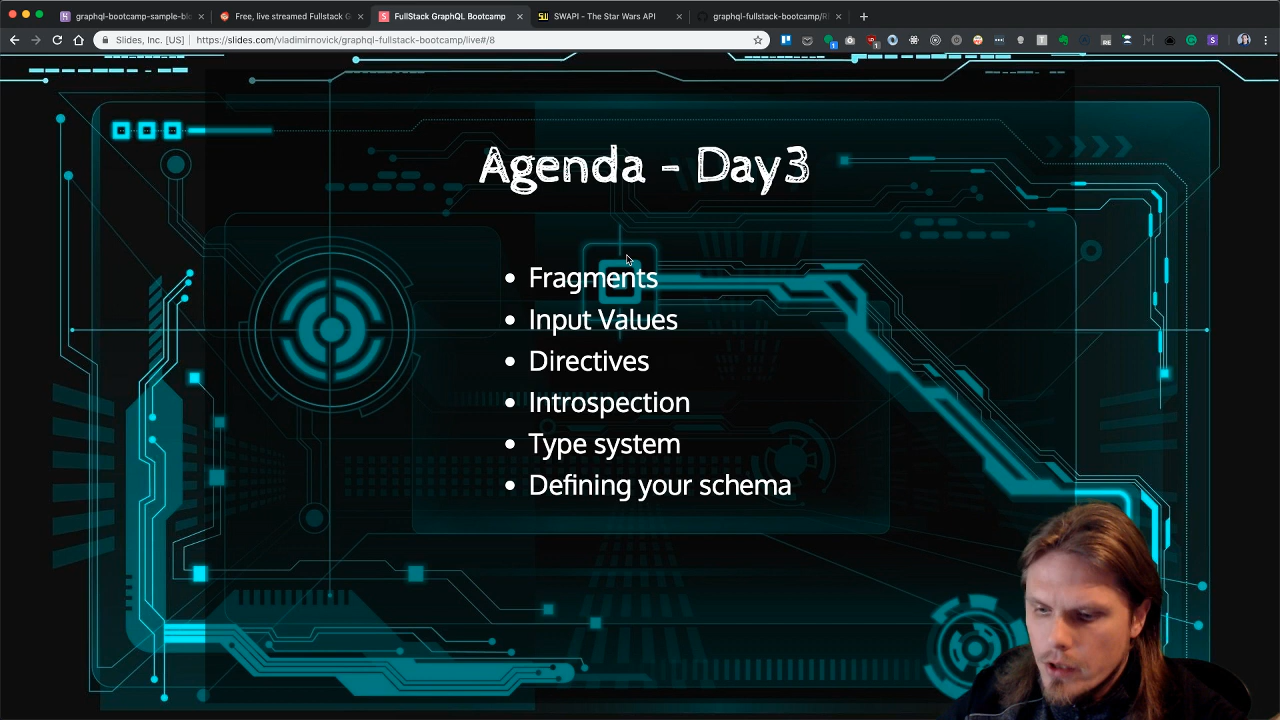 graphql-bootcamp-sample-blo
Free, live streamed Fullstack G
FullStack GraphQL Bootcamp
SWAPI - The Star Wars API
graphql-fullstack-bootcamp/R
Slides, Inc. [US]
https://slides.com/vladimirnovick/graphql-fullstack-bootcamp/live#/8
Agenda - Day3
Fragments
Input Values
Directives
Introspection
Type system
Defining your schema